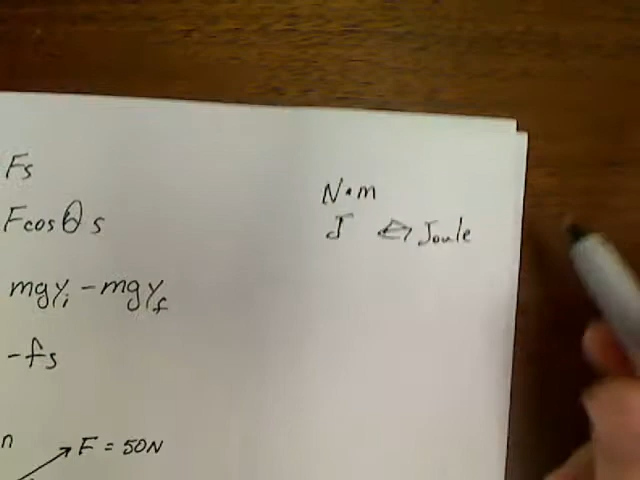 Fs
N•m
Fcosθ s
J ⇔ Joule
mgyᵢ - mgy_f
-fs
n
F = 50N